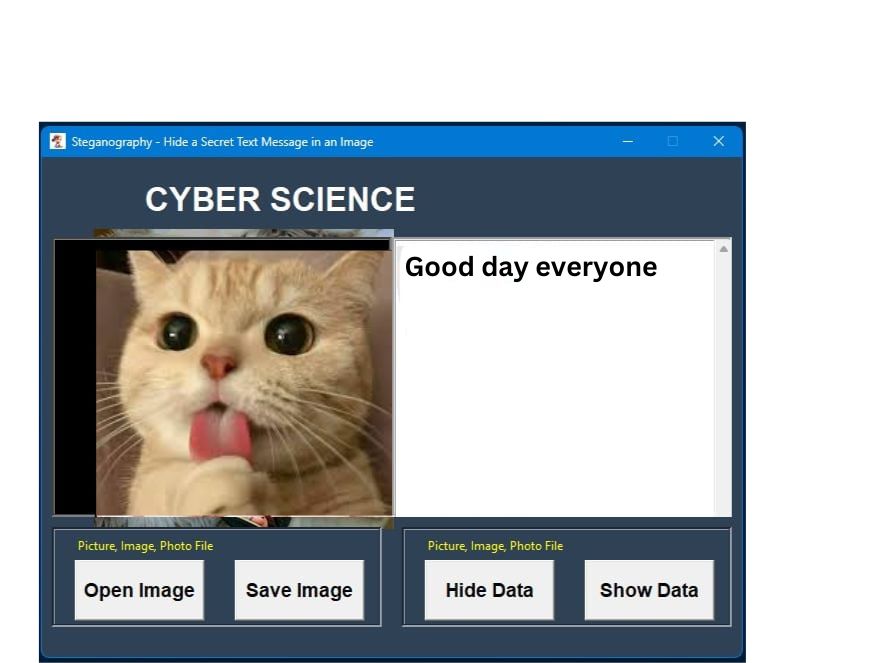 Steganography - Hide a Secret Text Message in an Image
CYBER SCIENCE
Good day everyone
Picture, Image, Photo File
Open Image
Save Image
Picture, Image, Photo File
Hide Data
Show Data